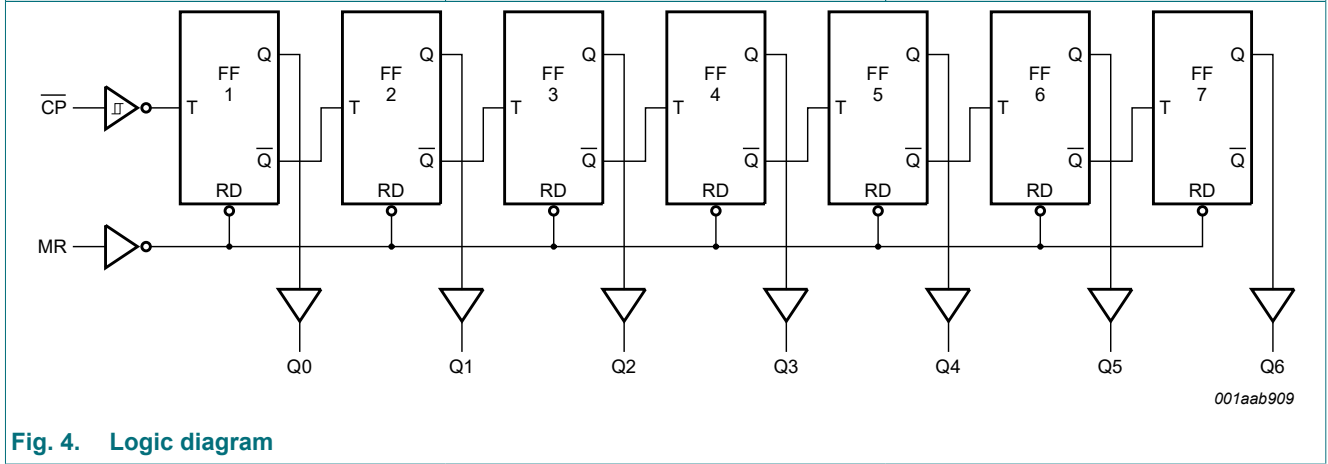 Q Q Q Q Q Q Q
FF FF FF FF FF FF FF
1 2 3 4 5 6 7
C̅P̅ T T T T T T T
Q̅ Q̅ Q̅ Q̅ Q̅ Q̅ Q̅
RD RD RD RD RD RD RD
MR
Q0 Q1 Q2 Q3 Q4 Q5 Q6
001aab909
Fig. 4. Logic diagram